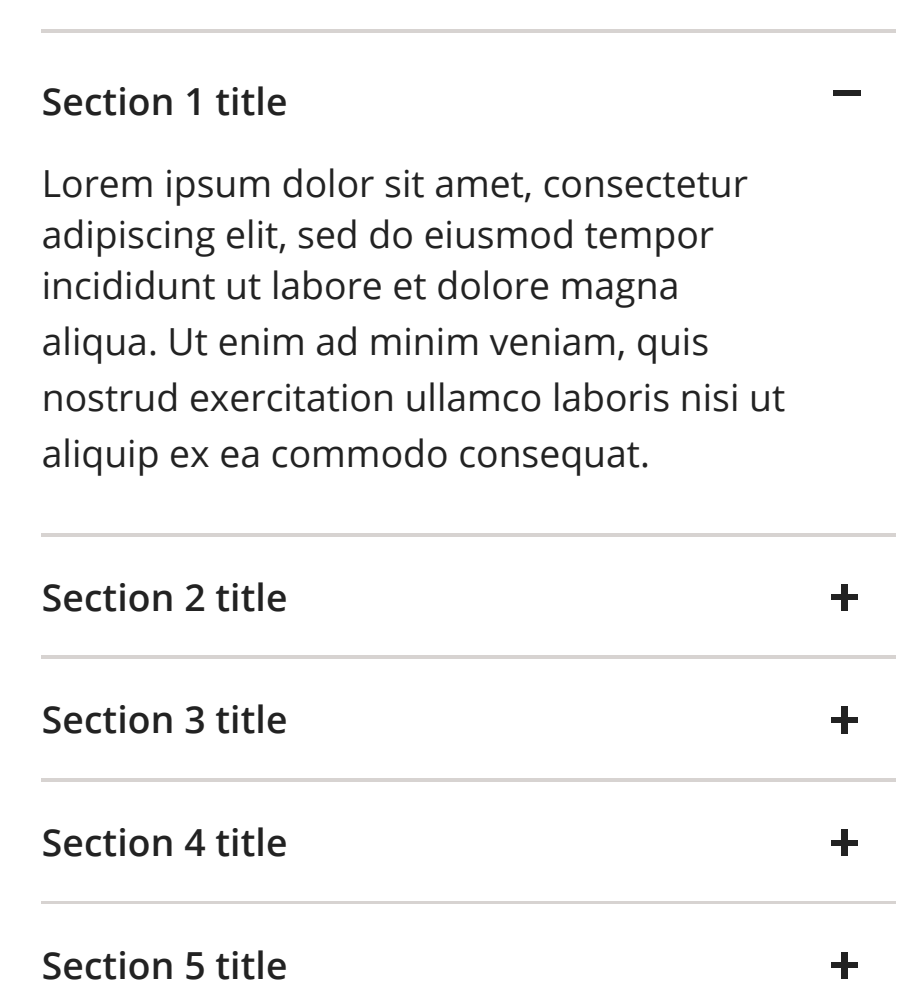 Section 1 title
Lorem ipsum dolor sit amet, consectetur
adipiscing elit, sed do eiusmod tempor
incididunt ut labore et dolore magna
aliqua. Ut enim ad minim veniam, quis
nostrud exercitation ullamco laboris nisi ut
aliquip ex ea commodo consequat.
Section 2 title
Section 3 title
Section 4 title
Section 5 title